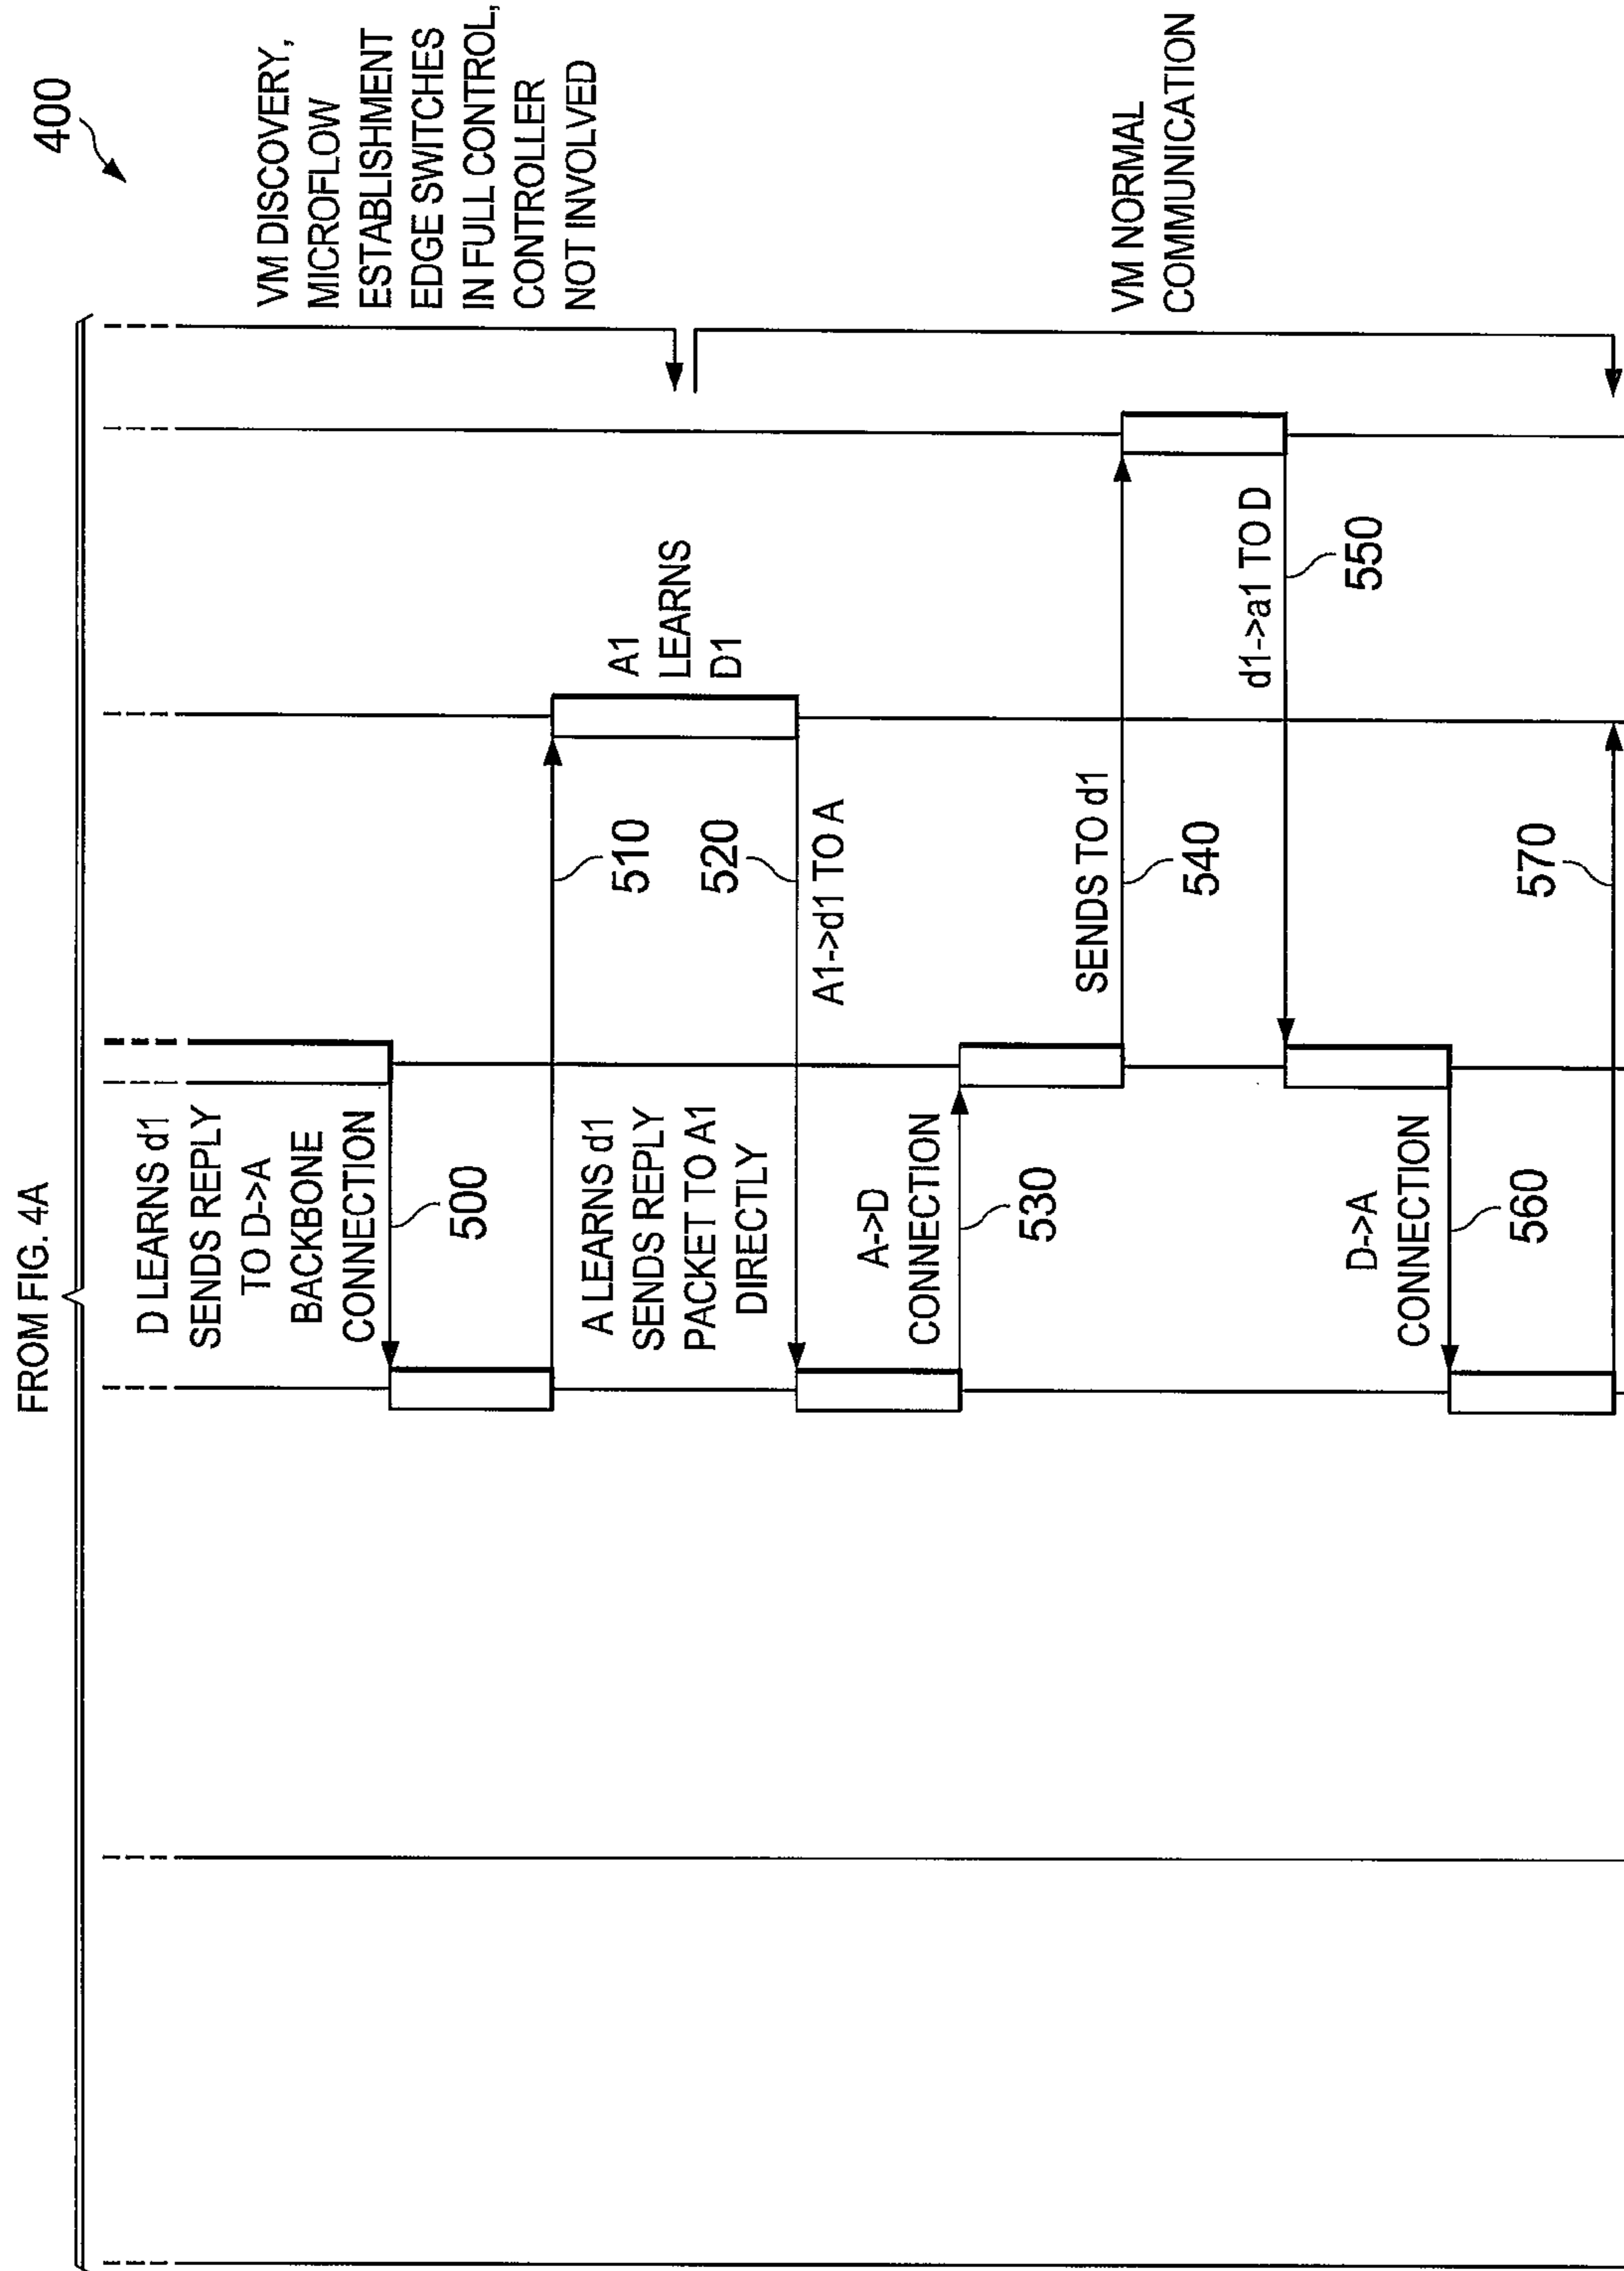 FROM FIG. 4A
400
D LEARNS d1
SENDS REPLY
TO D->A
BACKBONE
CONNECTION
500
VM DISCOVERY,
MICROFLOW
ESTABLISHMENT
EDGE SWITCHES
IN FULL CONTROL,
CONTROLLER
NOT INVOLVED
510
A LEARNS d1
SENDS REPLY
PACKET TO A1
DIRECTLY
A1
LEARNS
D1
520
A1->d1 TO A
A->D
CONNECTION
530
SENDS TO d1
540
VM NORMAL
COMMUNICATION
d1->a1 TO D
550
D->A
CONNECTION
560
570